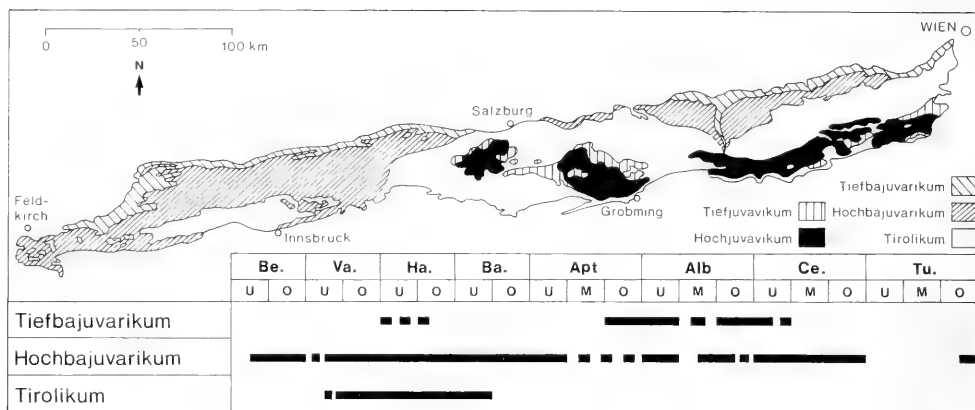 0 50 100 km
N
WIEN
Salzburg
Feld-
kirch
Innsbruck
Grobming
Tiefbajuvarikum
Tiefjuvavikum
Hochbajuvarikum
Hochjuvavikum
Tirolikum
Be. Va. Ha. Ba. Apt Alb Ce. Tu.
U O U O U O U O U M O U M O U M O U M O
Tiefbajuvarikum
Hochbajuvarikum
Tirolikum